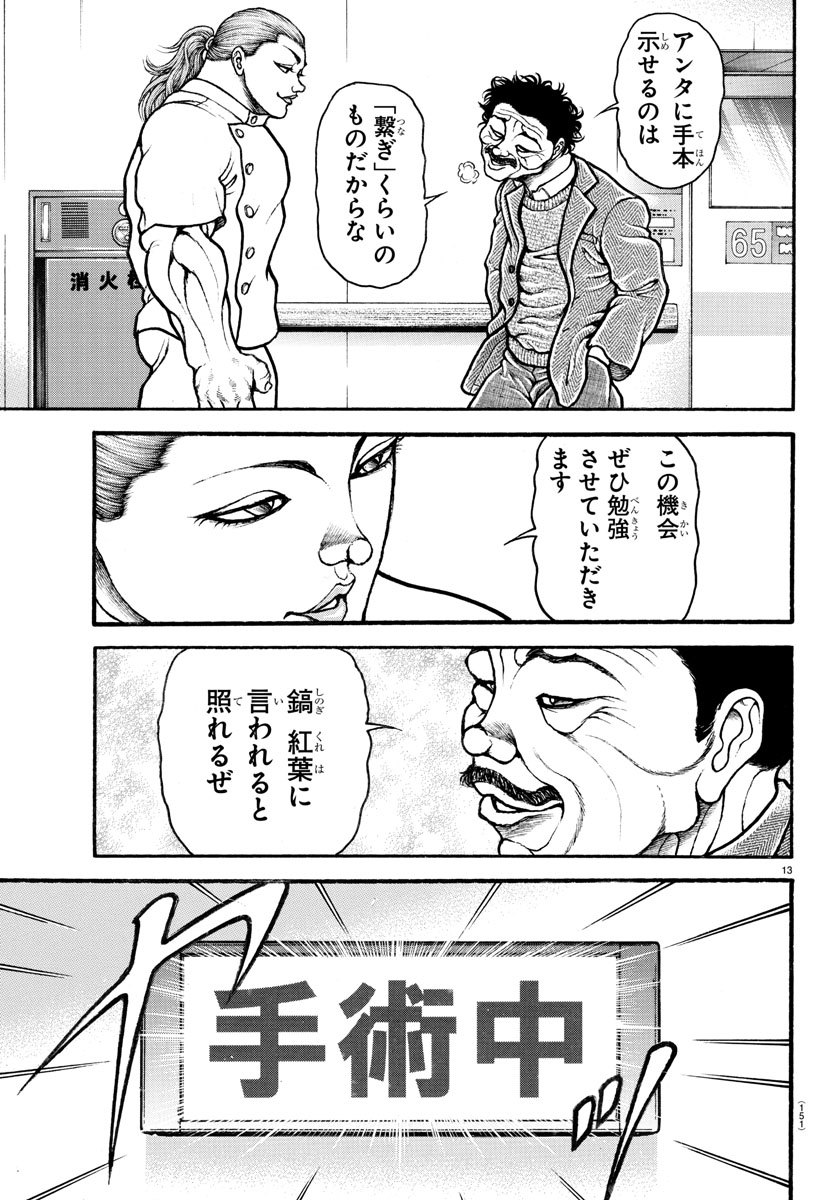 アンタに手本
示せるのは
「繋ぎ」くらいの
ものだからな
65
消火栓
この機会
ぜひ勉強
させていただき
ます
鎬 紅葉に
言われると
照れるぜ
13
手術中
ドッ
(151)